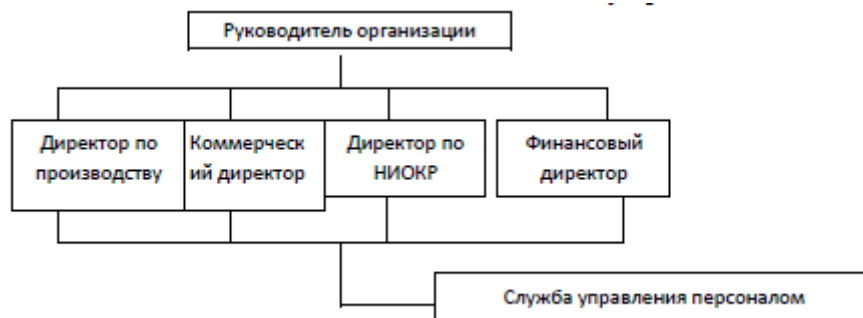 Руководитель организации
Директор по
производству
Коммерческ
ий директор
Директор по
НИОКР
Финансовый
директор
Служба управления персоналом